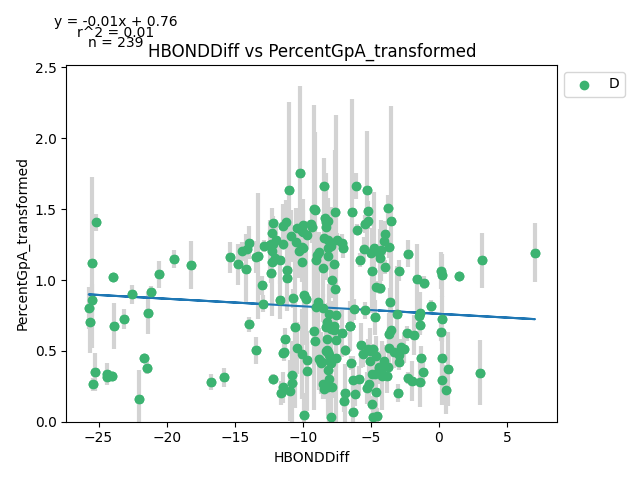 y = -0.01x + 0.76
r^2 = 0.01
n = 239
HBONDDiff vs PercentGpA_transformed
D
2.5
2.0
1.5
1.0
0.5
0.0
PercentGpA_transformed
−25 −20 −15 −10 −5 0 5
HBONDDiff